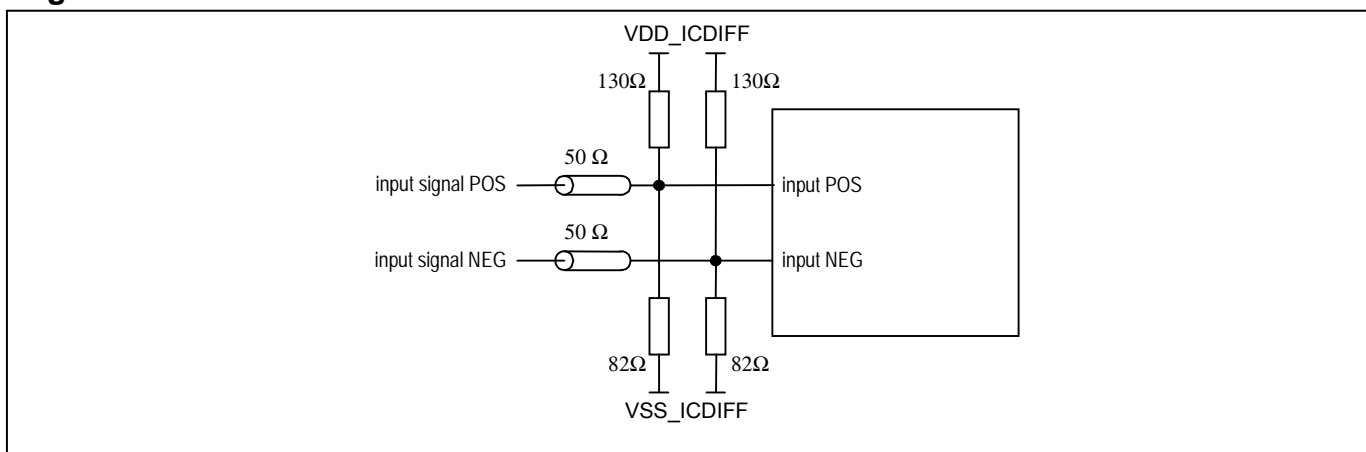 VDD_ICDIFF
130Ω 130Ω
50 Ω
input signal POS input POS
50 Ω
input signal NEG input NEG
82Ω 82Ω
VSS_ICDIFF